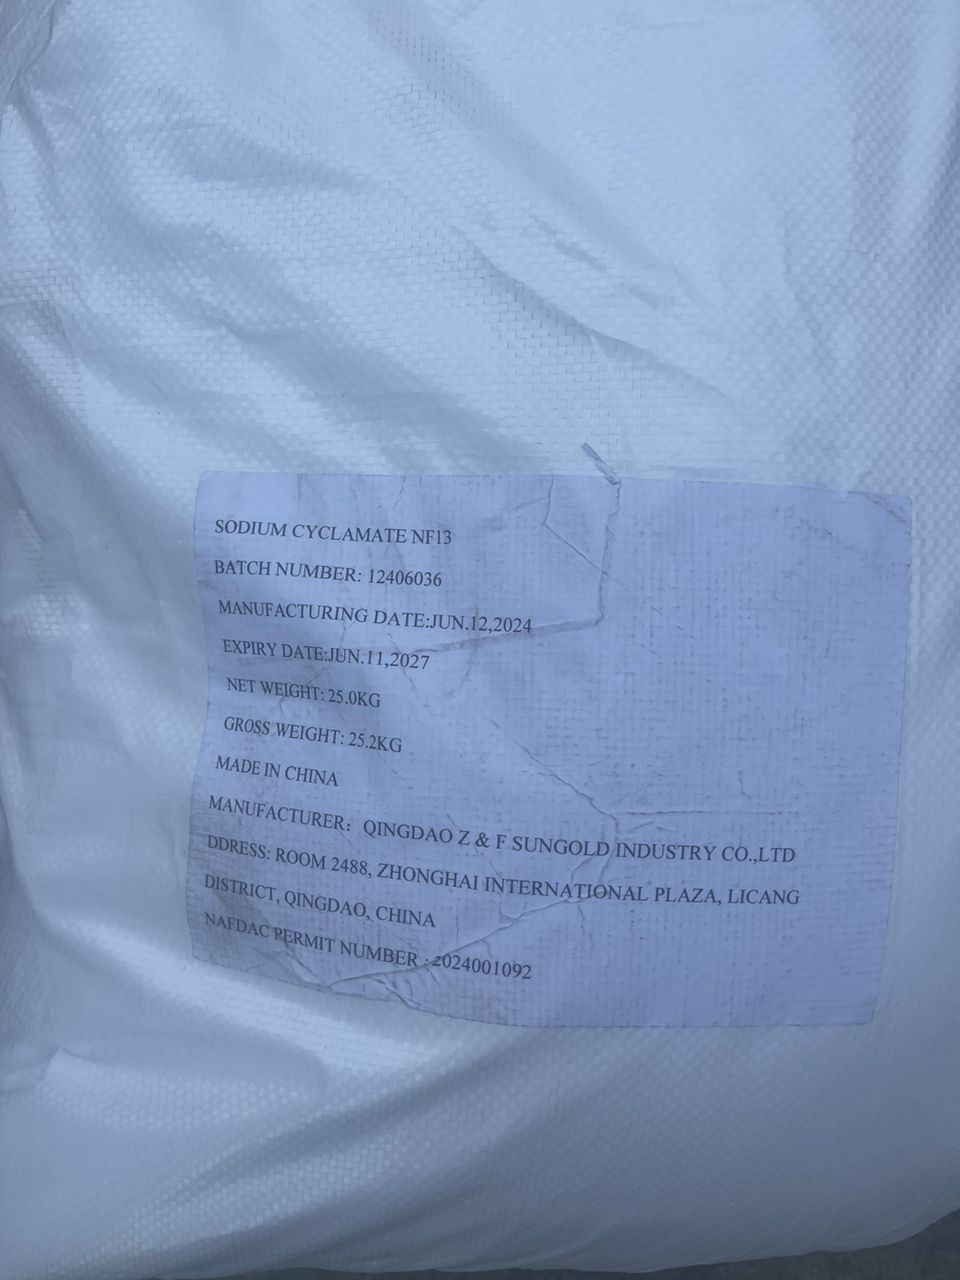 SODIUM CYCLAMATE NF13
BATCH NUMBER: 12406036
MANUFACTURING DATE:JUN.12,2024
EXPIRY DATE:JUN.11,2027
NET WEIGHT: 25.0KG
GROSS WEIGHT: 25.2KG
MADE IN CHINA
MANUFACTURER: QINGDAO Z & F SUNGOLD INDUSTRY CO.,LTD
DDRESS: ROOM 2488, ZHONGHAI INTERNATIONAL PLAZA, LICANG
DISTRICT, QINGDAO, CHINA
NAFDAC PERMIT NUMBER : 2024001092